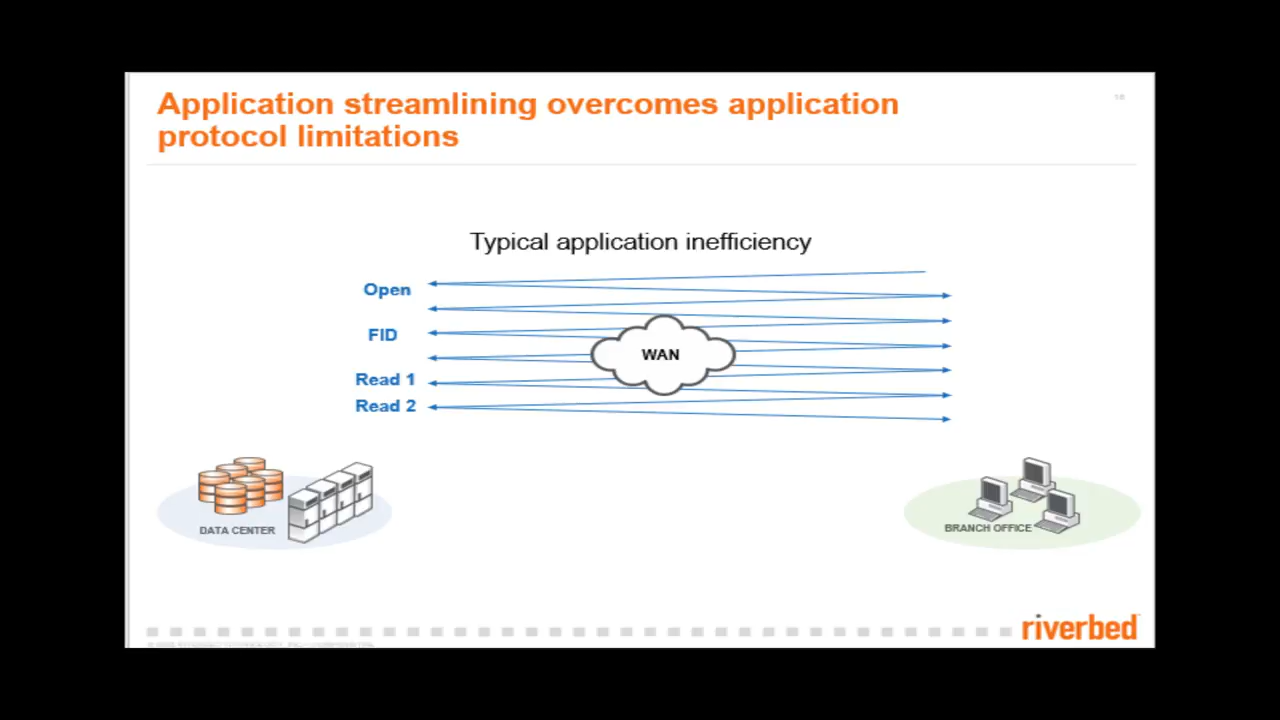 Application streamlining overcomes application
protocol limitations
Typical application inefficiency
Open
FID
WAN
Read 1
Read 2
DATA CENTER
BRANCH OFFICE
riverbed